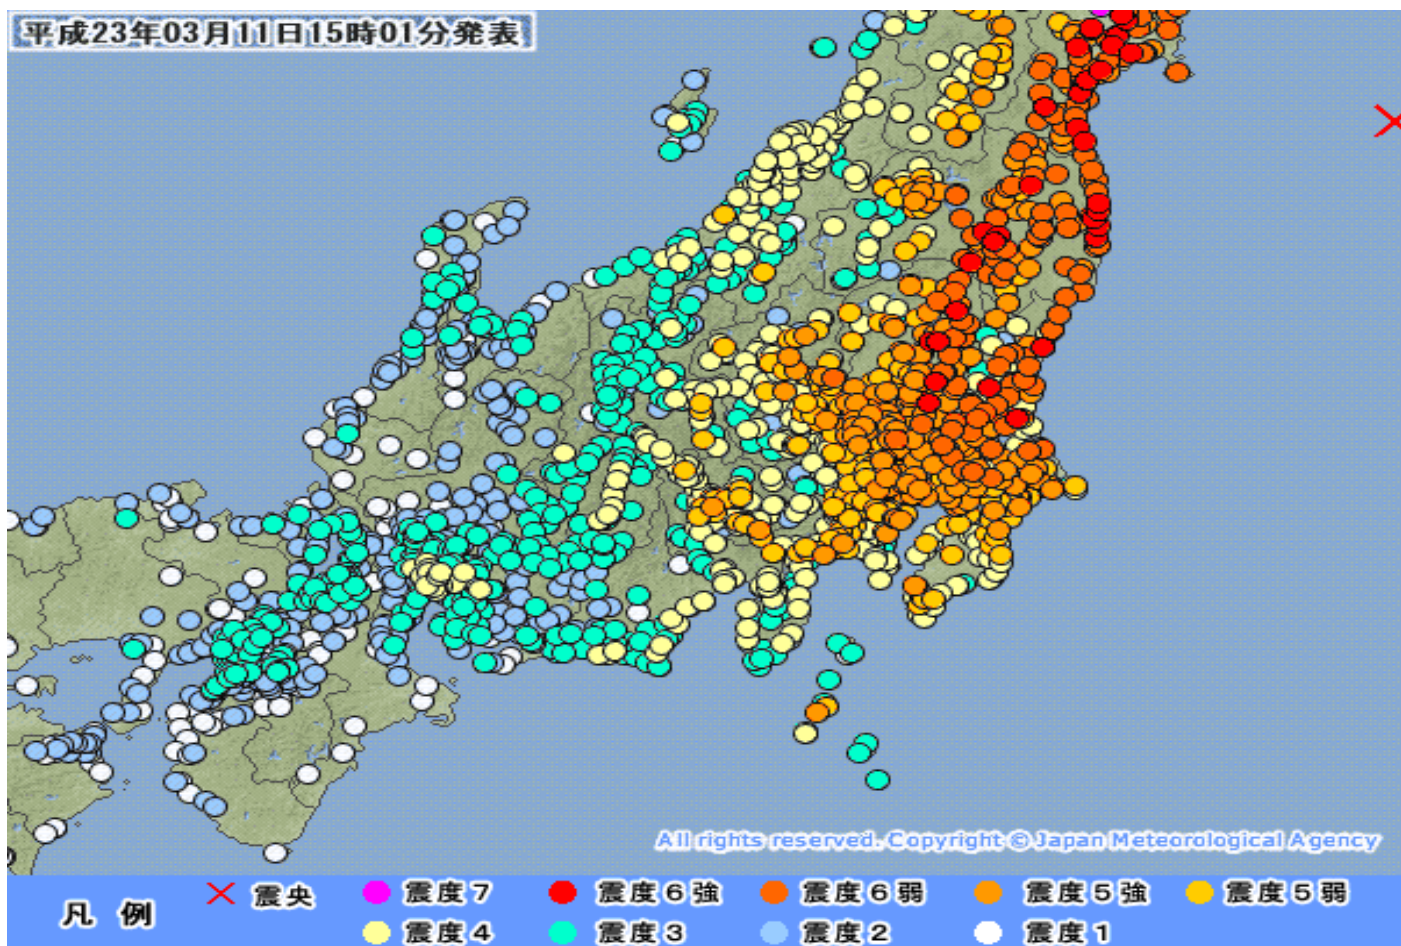 平成23年03月11日15時01分発表
All rights reserved. Copyright © Japan Meteorological Agency
凡 例
震央 震度７ 震度６強 震度６弱 震度５強 震度５弱
震度４ 震度３ 震度２ 震度１